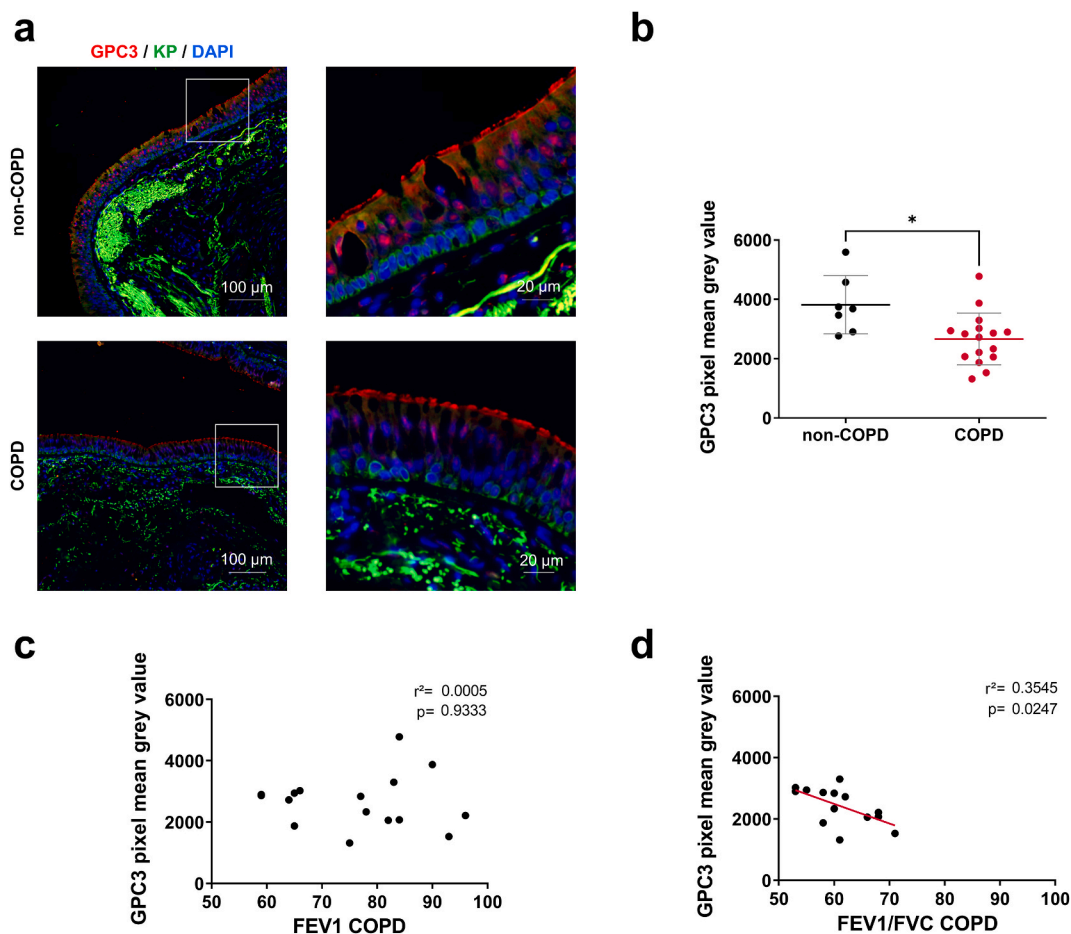 a
GPC3 / KP / DAPI
non-COPD
100 µm
20 µm
COPD
100 µm
20 µm
b
GPC3 pixel mean grey value
6000
4000
2000
0
*
non-COPD
COPD
c
GPC3 pixel mean grey value
r²= 0.0005
p= 0.9333
6000
4000
2000
0
50 60 70 80 90 100
FEV1 COPD
d
GPC3 pixel mean grey value
r²= 0.3545
p= 0.0247
6000
4000
2000
0
50 60 70 80 90 100
FEV1/FVC COPD